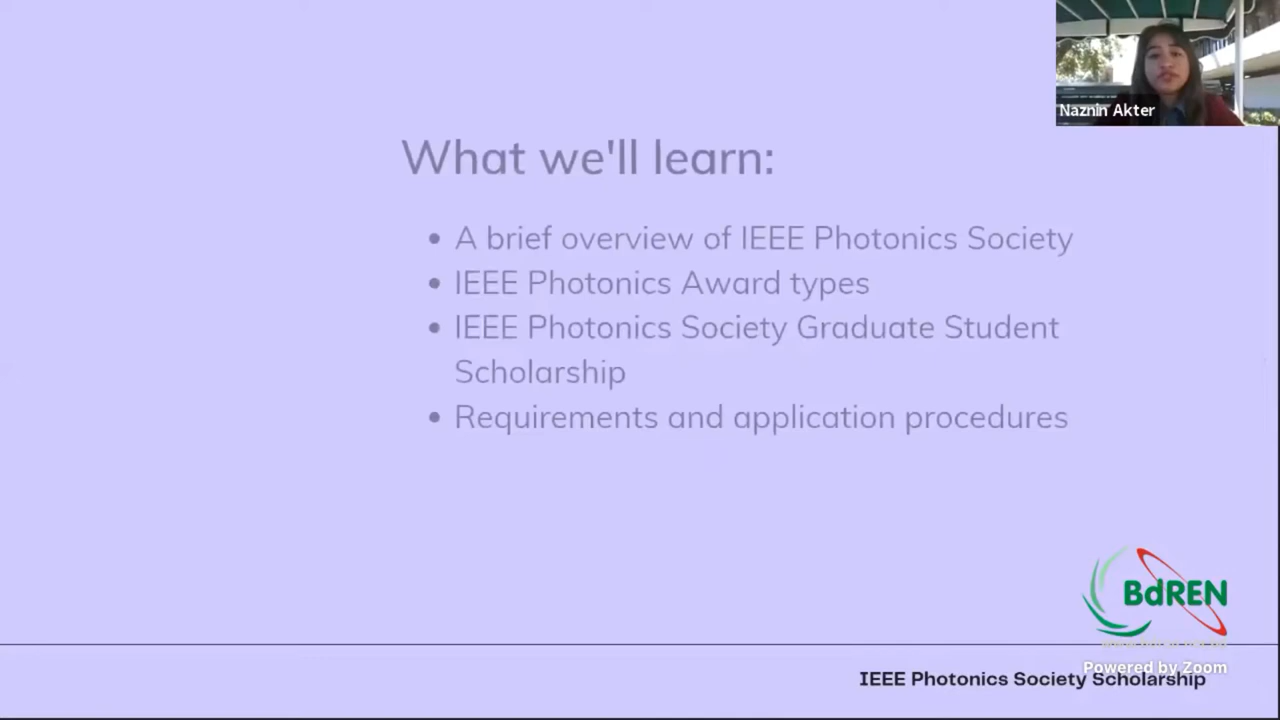 Naznin Akter
What we'll learn:
• A brief overview of IEEE Photonics Society
• IEEE Photonics Award types
• IEEE Photonics Society Graduate Student
Scholarship
• Requirements and application procedures
BdREN
Powered by Zoom
IEEE Photonics Society Scholarship